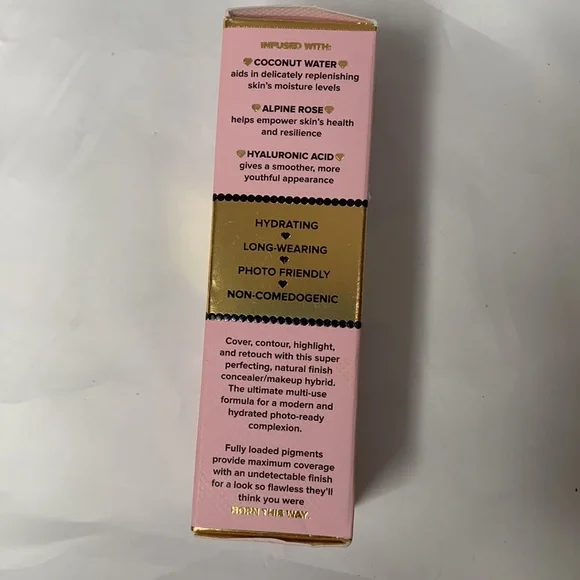 INFUSED WITH:
COCONUT WATER
aids in delicately replenishing
skin's moisture levels
ALPINE ROSE
helps empower skin's health
and resilience
HYALURONIC ACID
gives a smoother, more
youthful appearance
HYDRATING
LONG-WEARING
PHOTO FRIENDLY
NON-COMEDOGENIC
Cover, contour, highlight,
and retouch with this super
perfecting, natural finish
concealer/makeup hybrid.
The ultimate multi-use
formula for a modern and
hydrated photo-ready
complexion.
Fully loaded pigments
provide maximum coverage
with an undetectable finish
for a look so flawless they'll
think you were
BORN THIS WAY.